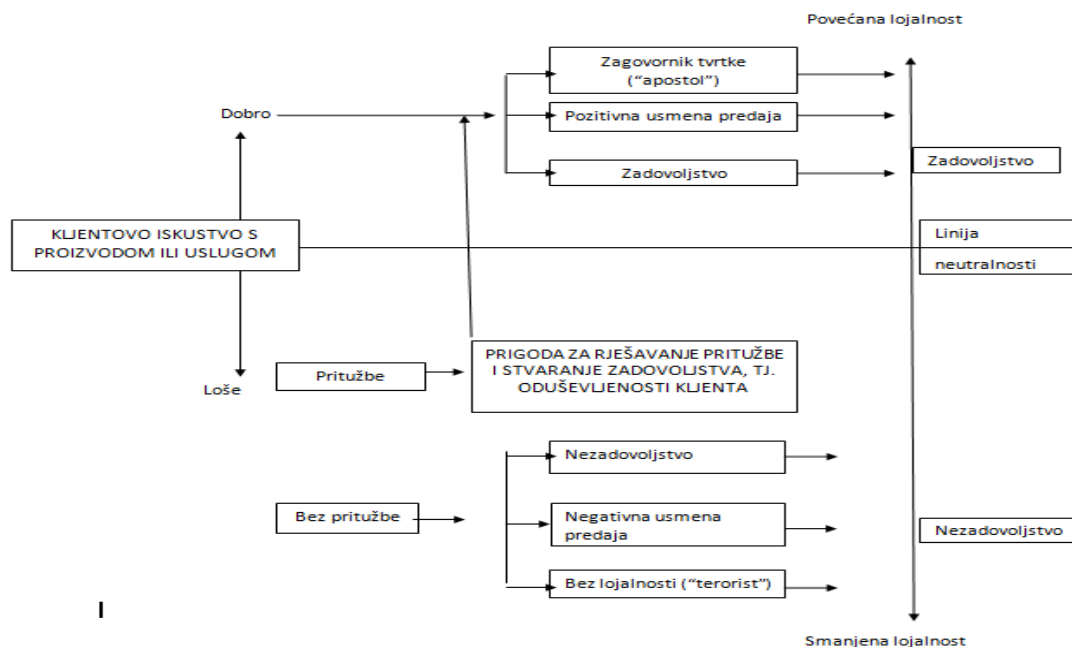 Povećana lojalnost
Zagovornik tvrtke
(“apostol”)
Dobro
Pozitivna usmena predaja
Zadovoljstvo
Zadovoljstvo
KLJENTOVO ISKUSTVO S
PROIZVODOM ILI USLUGOM
Linija
neutralnosti
PRIGODA ZA RJEŠAVANJE PRITUŽBE
I STVARANJE ZADOVOLJSTVA, TJ.
ODUŠEVLJENOSTI KLJENTA
Pritužbe
Loše
Nezadovoljstvo
Bez pritužbe
Negativna usmena
predaja
Nezadovoljstvo
Bez lojalnosti (“terorist”)
I
Smanjena lojalnost